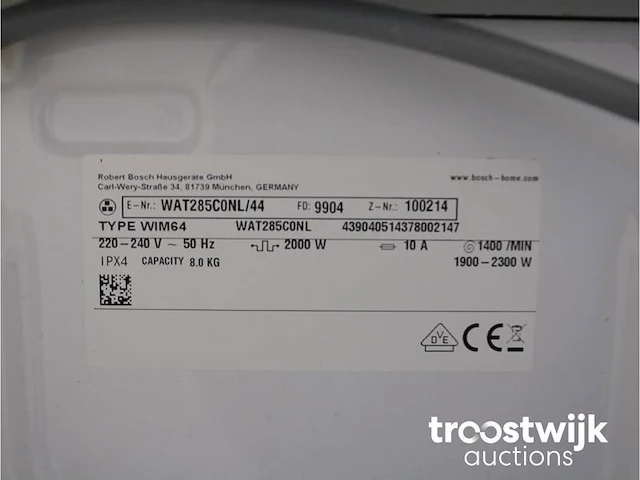 Robert Bosch Hausgeräte GmbH www.bosch-home.com
Carl-Wery-Straße 34, 81739 München, GERMANY
E-Nr.: WAT285C0NL/44 FD: 9904 Z-Nr.: 100214
TYPE WIM64 WAT285C0NL 439040514378002147
220-240 V ~ 50 Hz 2000 W 10 A 1400 /MIN
IPX4 CAPACITY 8.0 KG 1900-2300 W
DVE CE
troostwijk
auctions